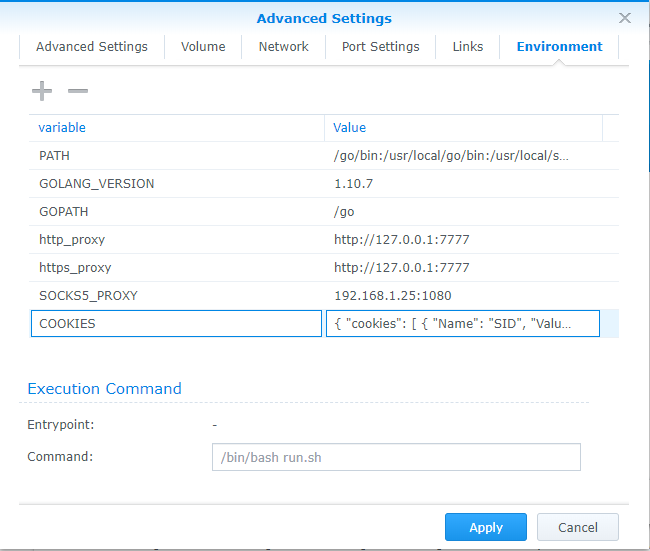 Advanced Settings
Advanced Settings Volume Network Port Settings Links Environment
variable Value
PATH /go/bin:/usr/local/go/bin:/usr/local/s...
GOLANG_VERSION 1.10.7
GOPATH /go
http_proxy http://127.0.0.1:7777
https_proxy http://127.0.0.1:7777
SOCKS5_PROXY 192.168.1.25:1080
COOKIES { "cookies": [ { "Name": "SID", "Valu...
Execution Command
Entrypoint: -
Command: /bin/bash run.sh
Apply Cancel